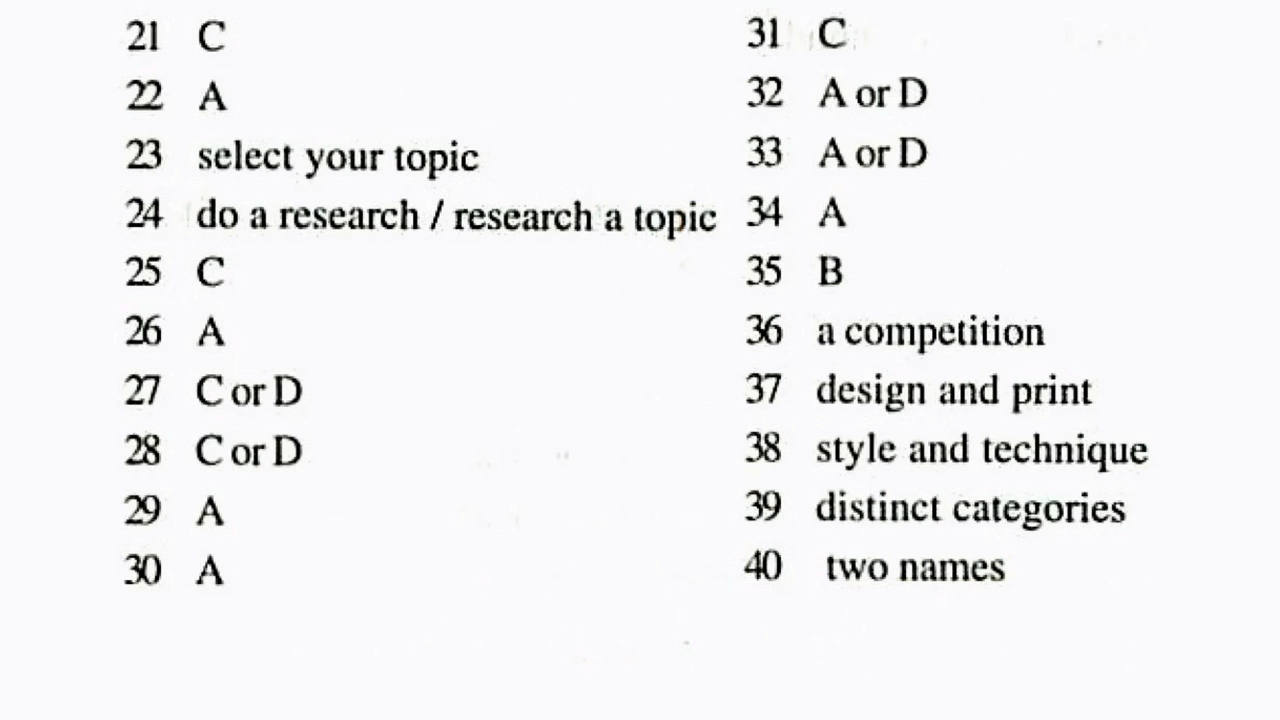 21 C
22 A
23 select your topic
24 do a research / research a topic
25 C
26 A
27 C or D
28 C or D
29 A
30 A
31 C
32 A or D
33 A or D
34 A
35 B
36 a competition
37 design and print
38 style and technique
39 distinct categories
40 two names